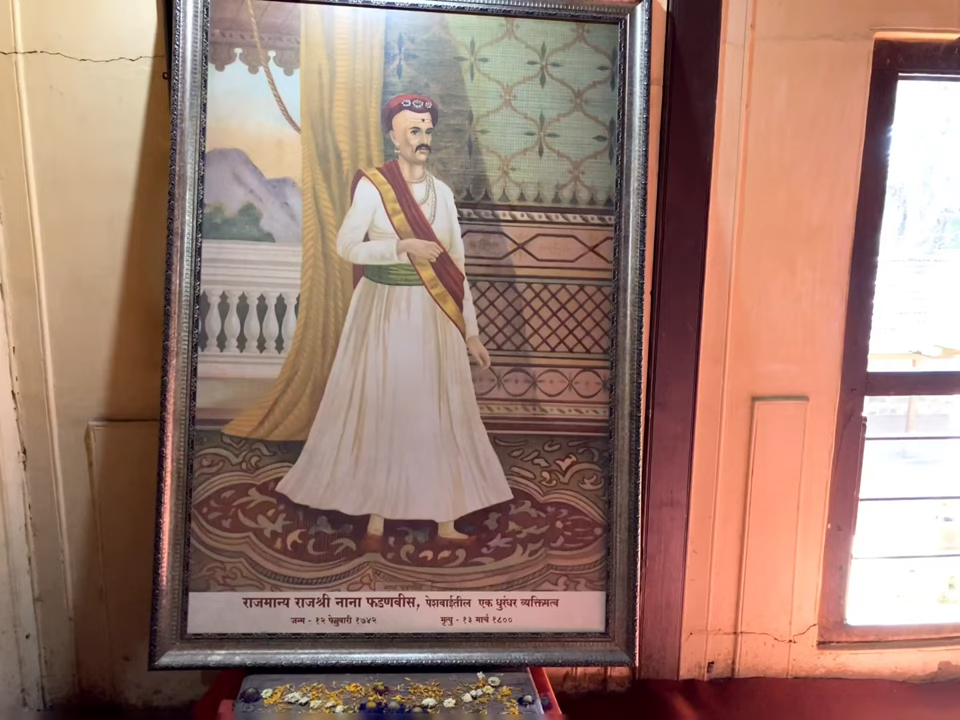 राजमान्य राजश्री नाना फडणवीस, पेशवाईतील एक धुरंधर व्यक्तिमत्व
जन्म - १२ फेब्रुवारी १७४२ मृत्यु - १३ मार्च १८००